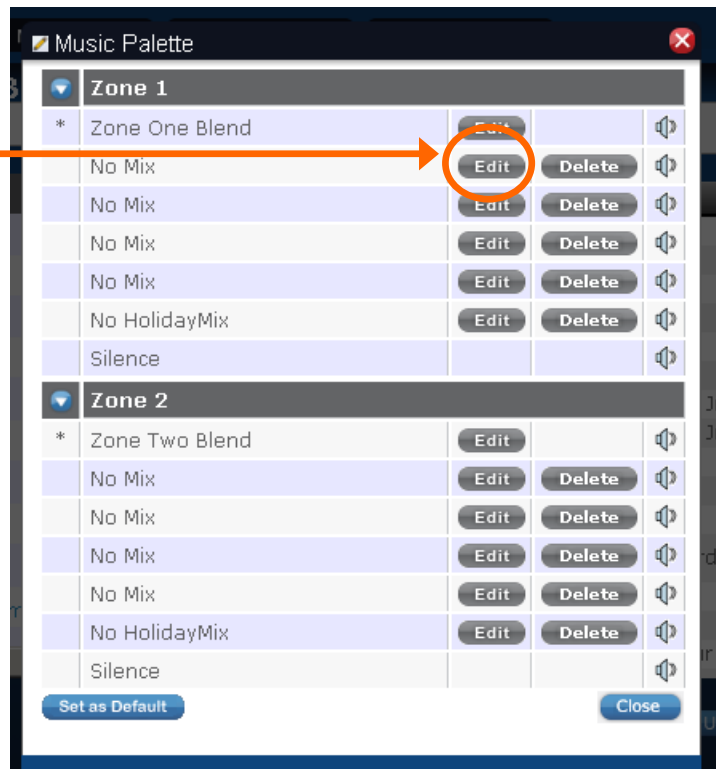 Music Palette
Zone 1
* Zone One Blend Edit
No Mix Edit Delete
No Mix Edit Delete
No Mix Edit Delete
No Mix Edit Delete
No HolidayMix Edit Delete
Silence
Zone 2
* Zone Two Blend Edit
No Mix Edit Delete
No Mix Edit Delete
No Mix Edit Delete
No Mix Edit Delete
No HolidayMix Edit Delete
Silence
Set as Default Close